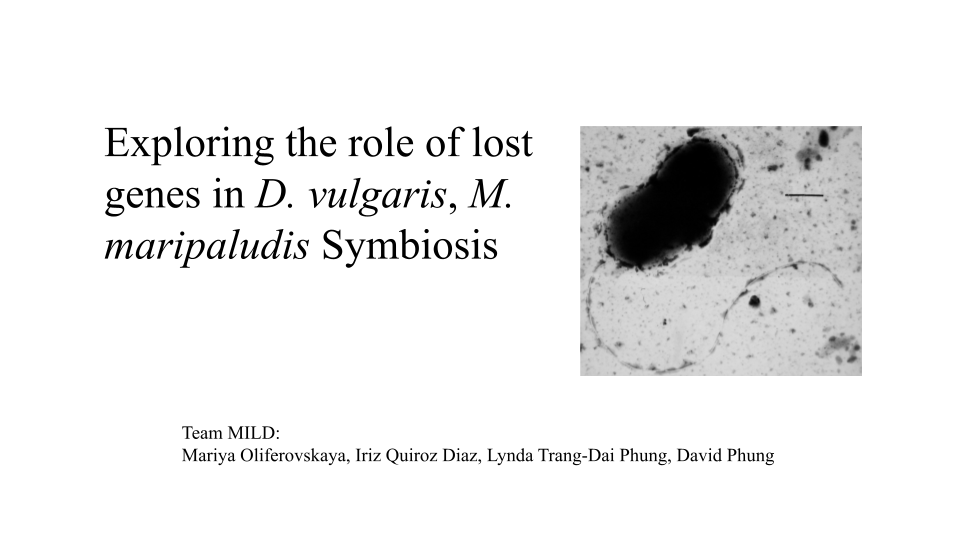 Exploring the role of lost
genes in D. vulgaris, M.
maripaludis Symbiosis
Team MILD:
Mariya Oliferovskaya, Iriz Quiroz Diaz, Lynda Trang-Dai Phung, David Phung